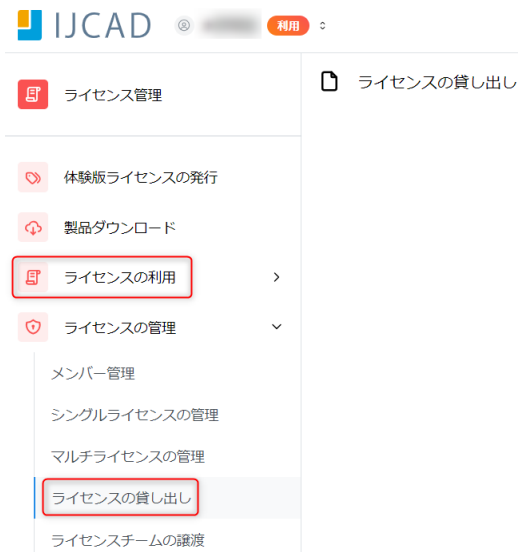 IJCAD
利用
ライセンス管理
ライセンスの貸し出し
体験版ライセンスの発行
製品ダウンロード
ライセンスの利用
ライセンスの管理
メンバー管理
シングルライセンスの管理
マルチライセンスの管理
ライセンスの貸し出し
ライセンスチームの譲渡